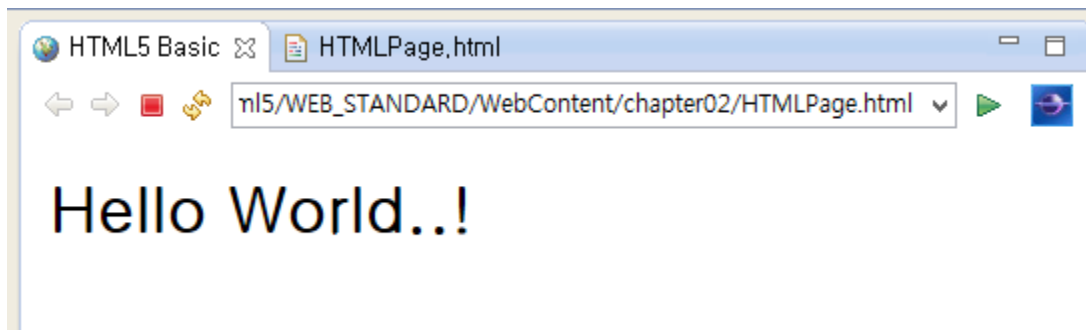 HTML5 Basic HTMLPage.html
ml5/WEB_STANDARD/WebContent/chapter02/HTMLPage.html
Hello World..!